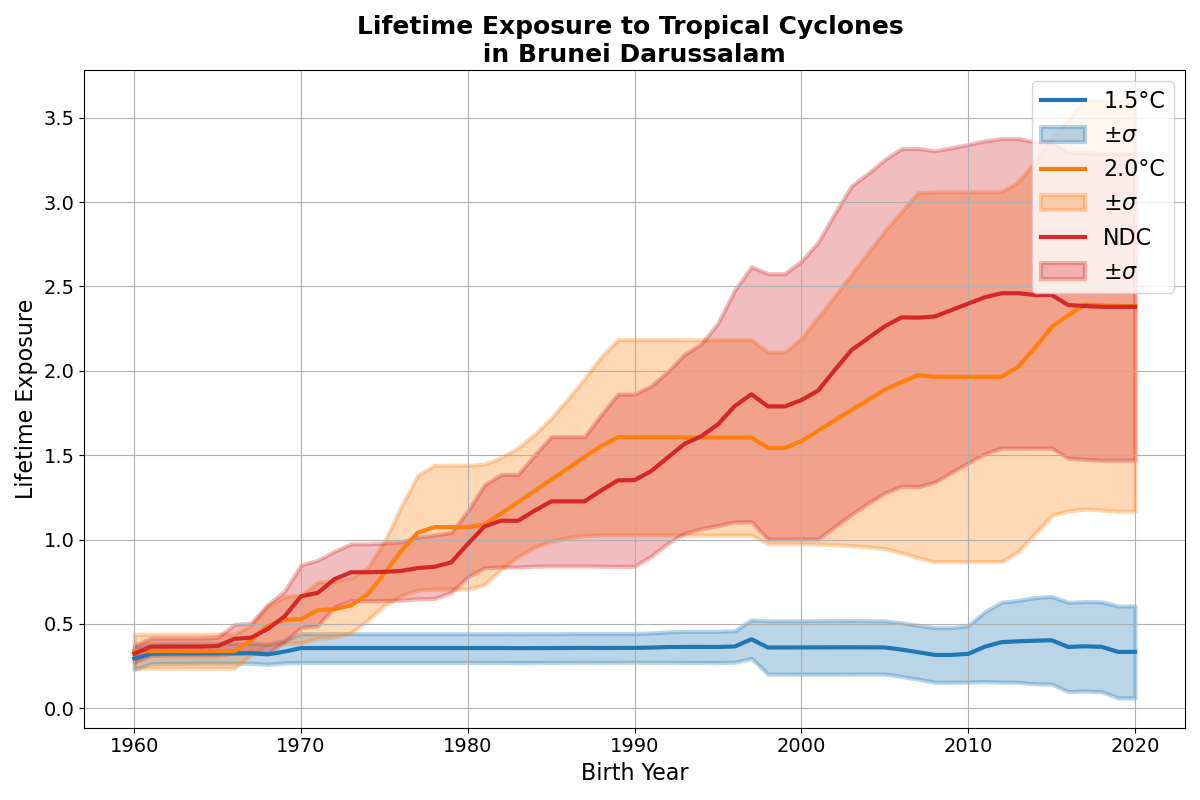 Lifetime Exposure to Tropical Cyclones
in Brunei Darussalam
Lifetime Exposure
3.5
3.0
2.5
2.0
1.5
1.0
0.5
0.0
1960
1970
1980
1990
2000
2010
2020
Birth Year
1.5°C
±σ
2.0°C
±σ
NDC
±σ